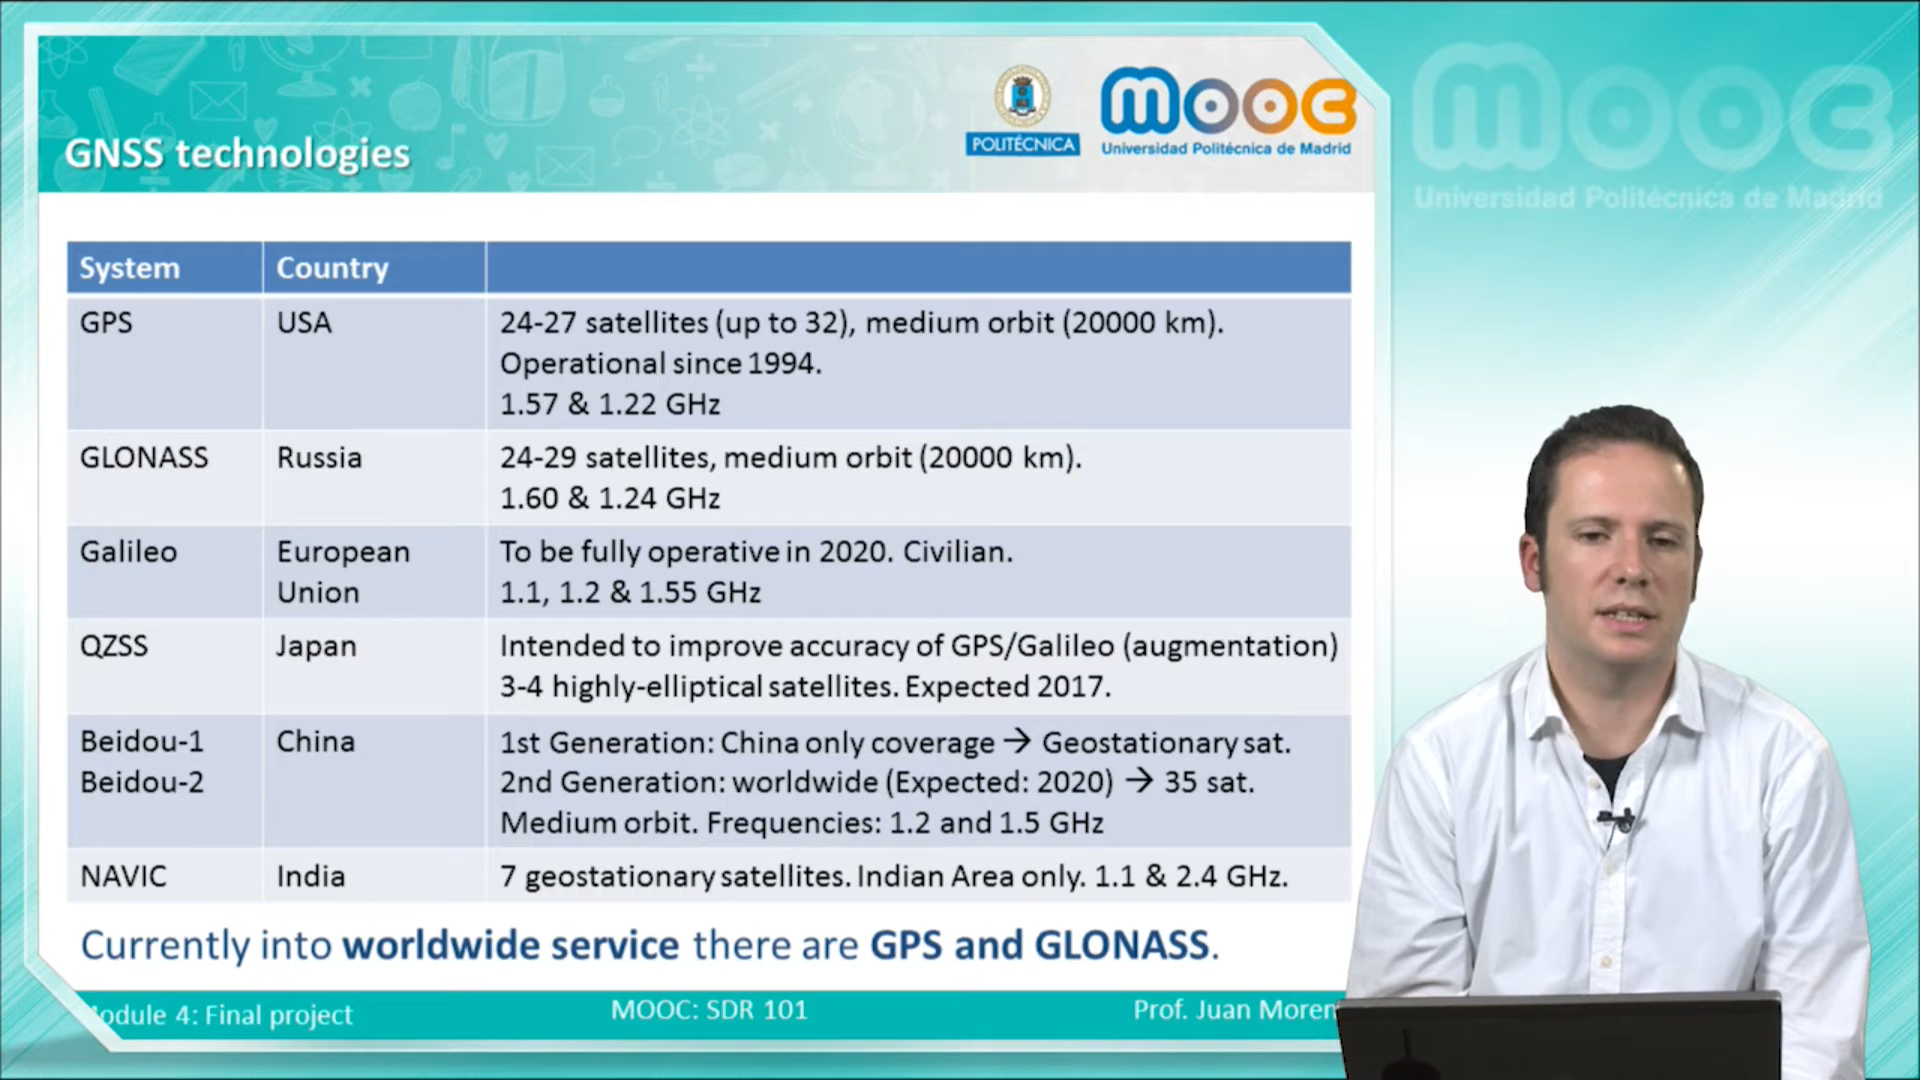 GNSS technologies
POLITÉCNICA
mooc
Universidad Politécnica de Madrid
mooc
Universidad Politécnica de Madrid
System Country
GPS USA 24-27 satellites (up to 32), medium orbit (20000 km).
Operational since 1994.
1.57 & 1.22 GHz
GLONASS Russia 24-29 satellites, medium orbit (20000 km).
1.60 & 1.24 GHz
Galileo European To be fully operative in 2020. Civilian.
Union 1.1, 1.2 & 1.55 GHz
QZSS Japan Intended to improve accuracy of GPS/Galileo (augmentation)
3-4 highly-elliptical satellites. Expected 2017.
Beidou-1 China 1st Generation: China only coverage → Geostationary sat.
Beidou-2 2nd Generation: worldwide (Expected: 2020) → 35 sat.
Medium orbit. Frequencies: 1.2 and 1.5 GHz
NAVIC India 7 geostationary satellites. Indian Area only. 1.1 & 2.4 GHz.
Currently into worldwide service there are GPS and GLONASS.
odule 4: Final project MOOC: SDR 101 Prof. Juan Moren